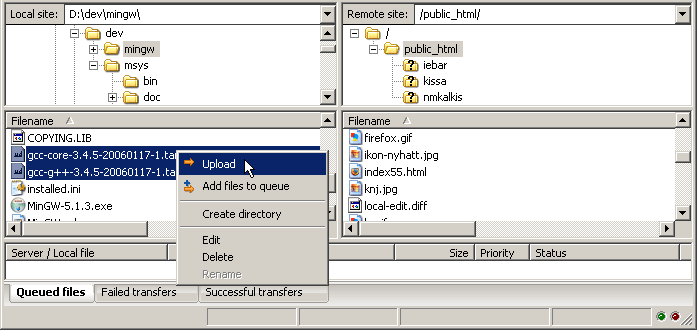 Local site: D:\dev\mingw\
dev
mingw
msys
bin
doc
Remote site: /public_html/
/
public_html
iebar
kissa
nmkalkis
Filename
COPYING.LIB
gcc-core-3.4.5-20060117-1.ta
gcc-g++-3.4.5-20060117-1.ta
installed.ini
MinGW-5.1.3.exe
Upload
Add files to queue
Create directory
Edit
Delete
Rename
Filename
firefox.gif
ikon-nyhatt.jpg
index55.html
knj.jpg
local-edit.diff
Server / Local file
Size
Priority
Status
Queued files
Failed transfers
Successful transfers